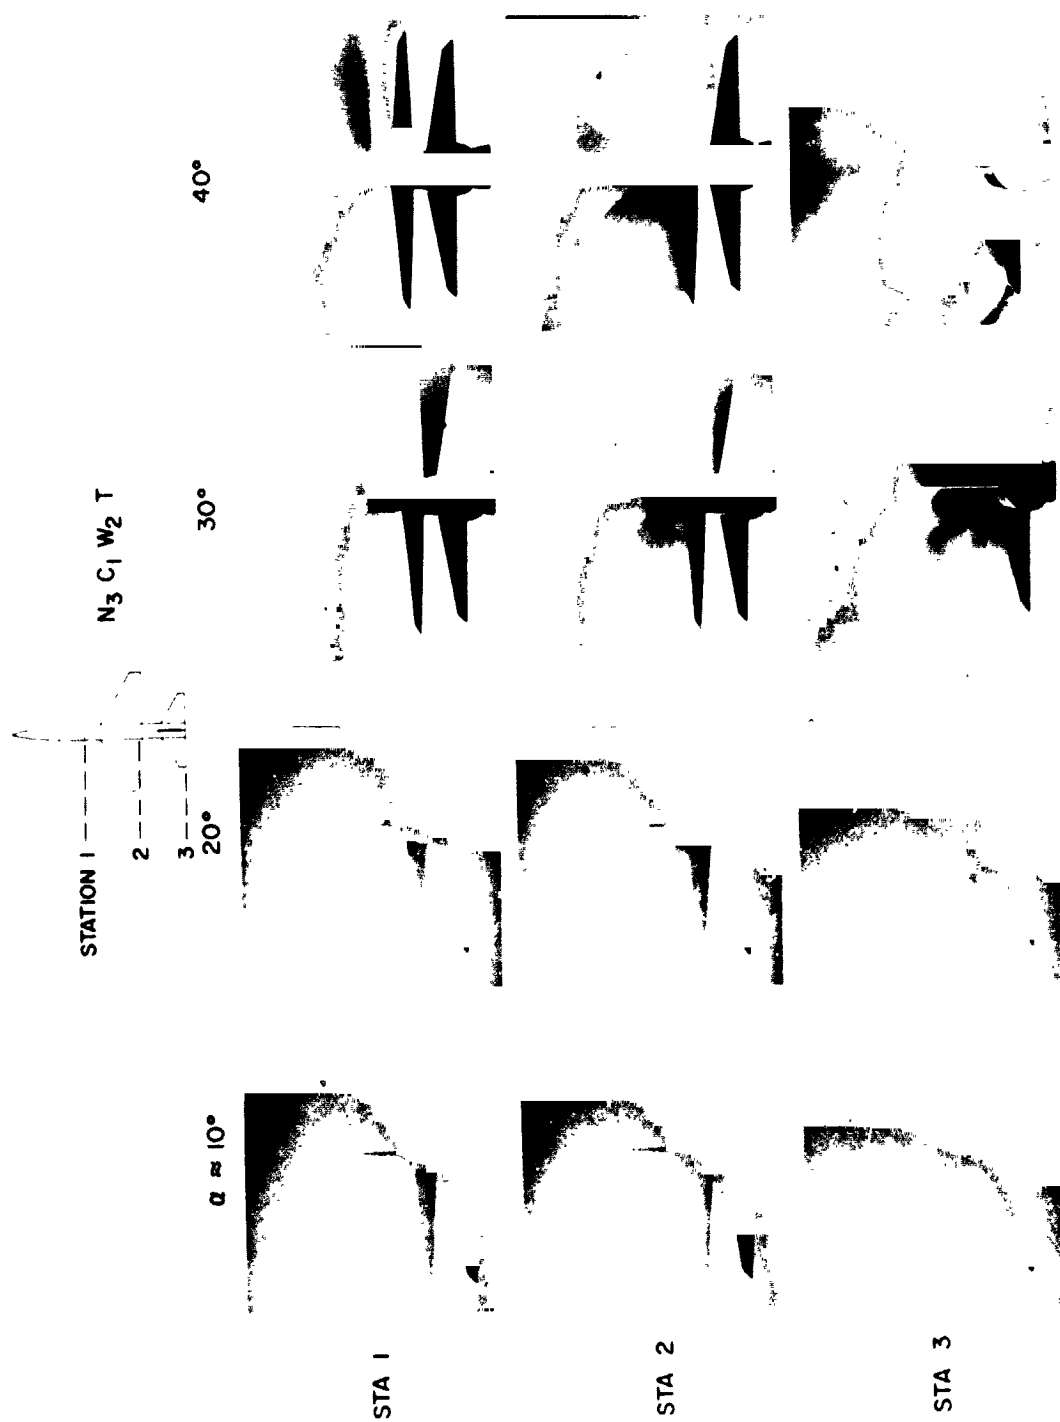 N3 C1 W2 T
STATION 1
2
3
α ≈ 10°
20°
30°
40°
STA 1
STA 2
STA 3